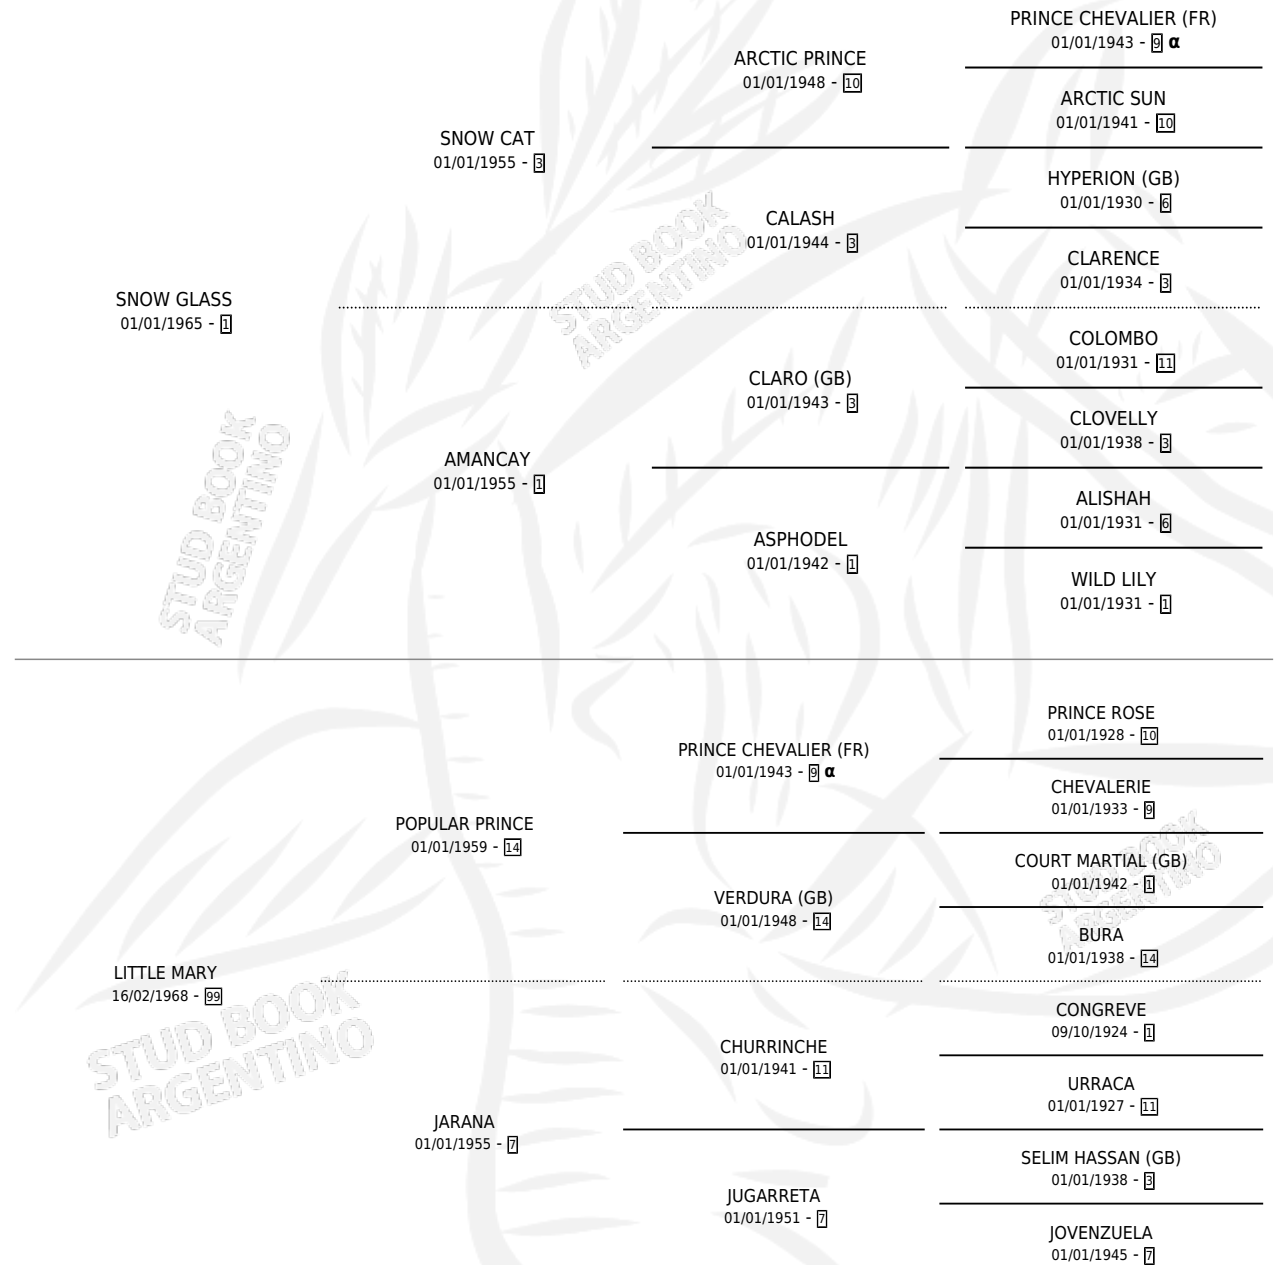 PRINCE CHEVALIER (FR)
01/01/1943 - 9 α
ARCTIC PRINCE
01/01/1948 - 10
ARCTIC SUN
01/01/1941 - 10
SNOW CAT
01/01/1955 - 3
HYPERION (GB)
01/01/1930 - 6
CALASH
01/01/1944 - 3
CLARENCE
01/01/1934 - 3
SNOW GLASS
01/01/1965 - 1
COLOMBO
01/01/1931 - 11
CLARO (GB)
01/01/1943 - 3
CLOVELLY
01/01/1938 - 3
AMANCAY
01/01/1955 - 1
ALISHAH
01/01/1931 - 6
ASPHODEL
01/01/1942 - 1
WILD LILY
01/01/1931 - 1
PRINCE ROSE
01/01/1928 - 10
PRINCE CHEVALIER (FR)
01/01/1943 - 9 α
CHEVALERIE
01/01/1933 - 9
POPULAR PRINCE
01/01/1959 - 14
COURT MARTIAL (GB)
01/01/1942 - 1
VERDURA (GB)
01/01/1948 - 14
BURA
01/01/1938 - 14
LITTLE MARY
16/02/1968 - 99
CONGREVE
09/10/1924 - 1
CHURRINCHE
01/01/1941 - 11
URRACA
01/01/1927 - 11
JARANA
01/01/1955 - 7
SELIM HASSAN (GB)
01/01/1938 - 3
JUGARRETA
01/01/1951 - 7
JOVENZUELA
01/01/1945 - 7
STUD BOOK
ARGENTINO
STUD BOOK
ARGENTINO
STUD BOOK
ARGENTINO
STUD BOOK
ARGENTINO